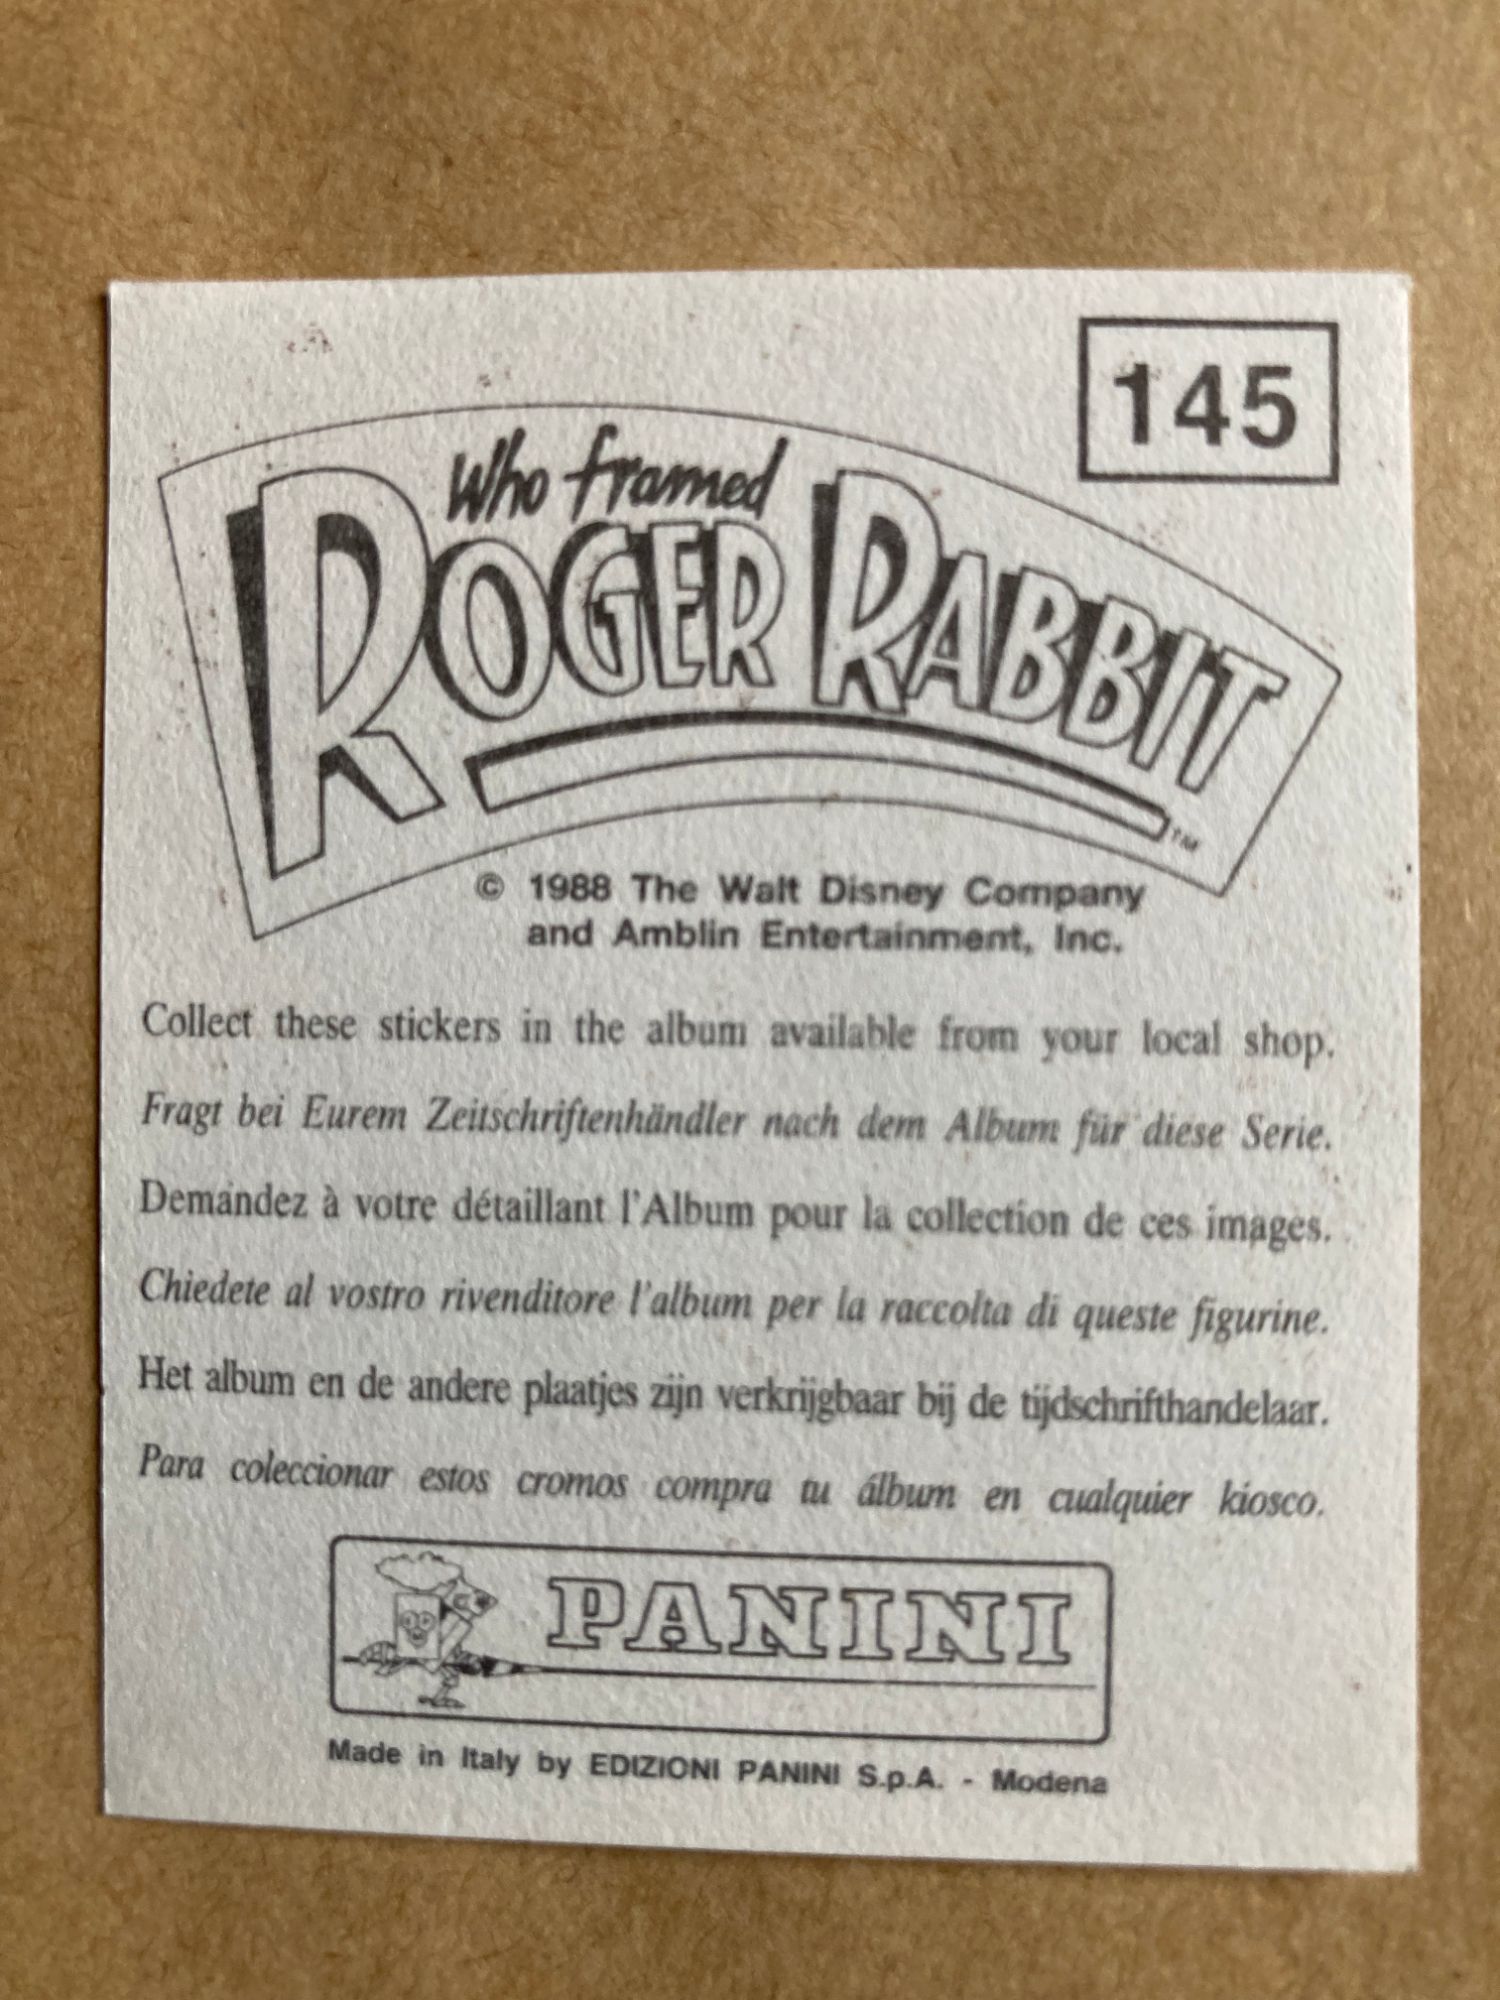 145
Who framed
ROGER RABBIT
TM
© 1988 The Walt Disney Company
and Amblin Entertainment, Inc.
Collect these stickers in the album available from your local shop.
Fragt bei Eurem Zeitschriftenhändler nach dem Album für diese Serie.
Demandez à votre détaillant l'Album pour la collection de ces images.
Chiedete al vostro rivenditore l'album per la raccolta di queste figurine.
Het album en de andere plaatjes zijn verkrijgbaar bij de tijdschrifthandelaar.
Para coleccionar estos cromos compra tu álbum en cualquier kiosco.
PANINI
Made in Italy by EDIZIONI PANINI S.p.A. - Modena